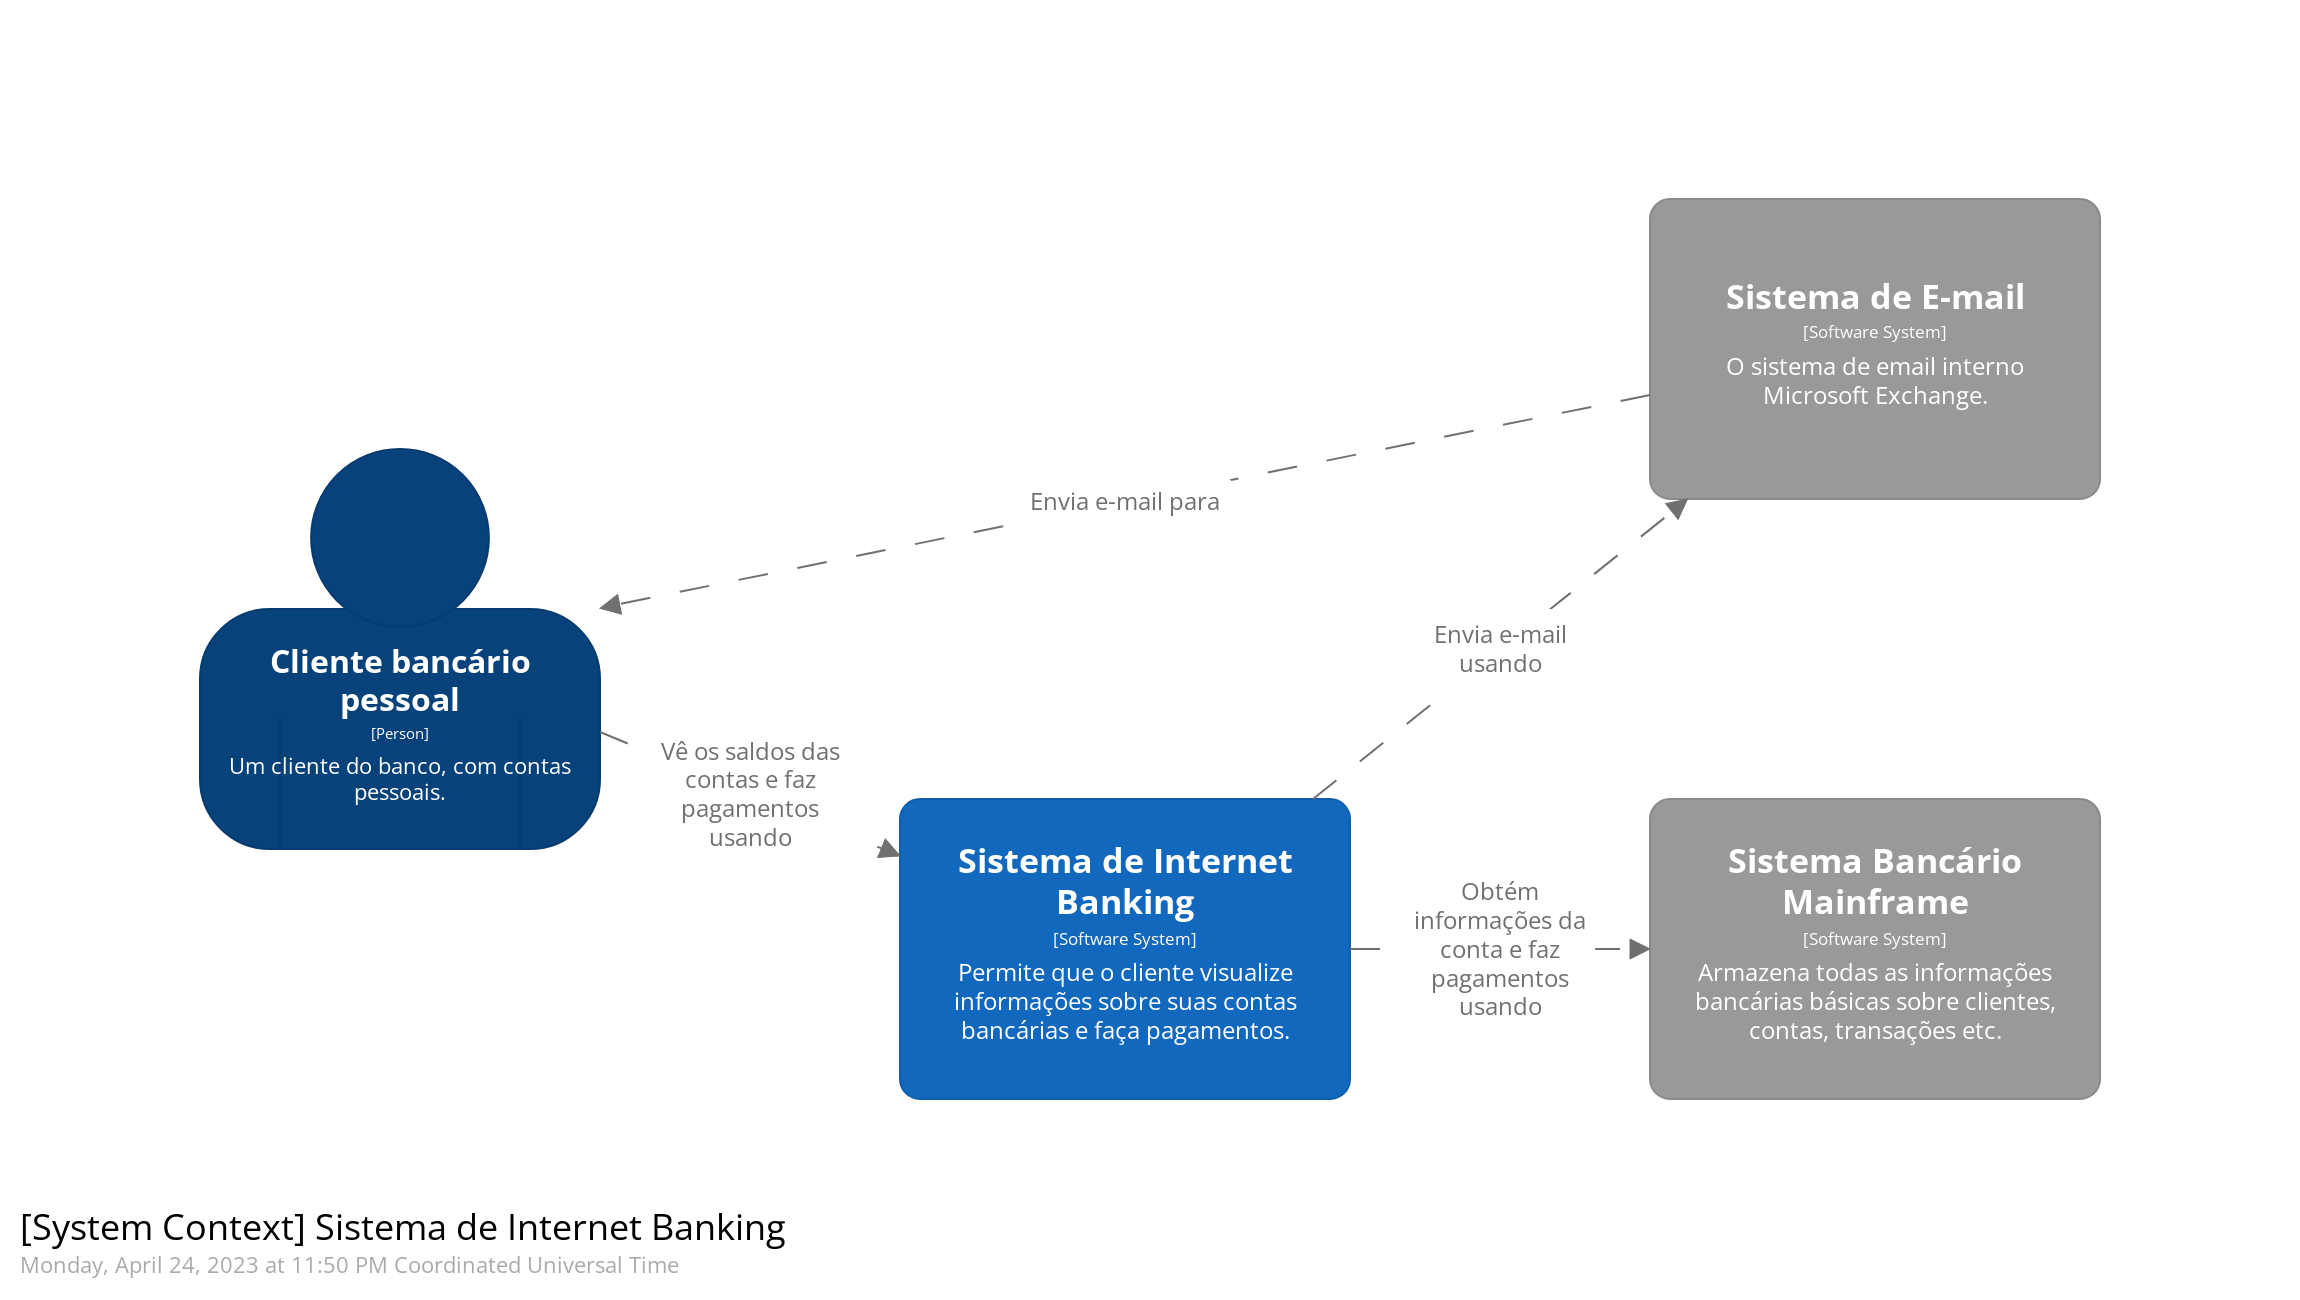 Sistema de E-mail
[Software System]
O sistema de email interno
Microsoft Exchange.
Envia e-mail para
Envia e-mail
usando
Cliente bancário
pessoal
[Person]
Um cliente do banco, com contas
pessoais.
Vê os saldos das
contas e faz
pagamentos
usando
Sistema de Internet
Banking
[Software System]
Permite que o cliente visualize
informações sobre suas contas
bancárias e faça pagamentos.
Obtém
informações da
conta e faz
pagamentos
usando
Sistema Bancário
Mainframe
[Software System]
Armazena todas as informações
bancárias básicas sobre clientes,
contas, transações etc.
[System Context] Sistema de Internet Banking
Monday, April 24, 2023 at 11:50 PM Coordinated Universal Time